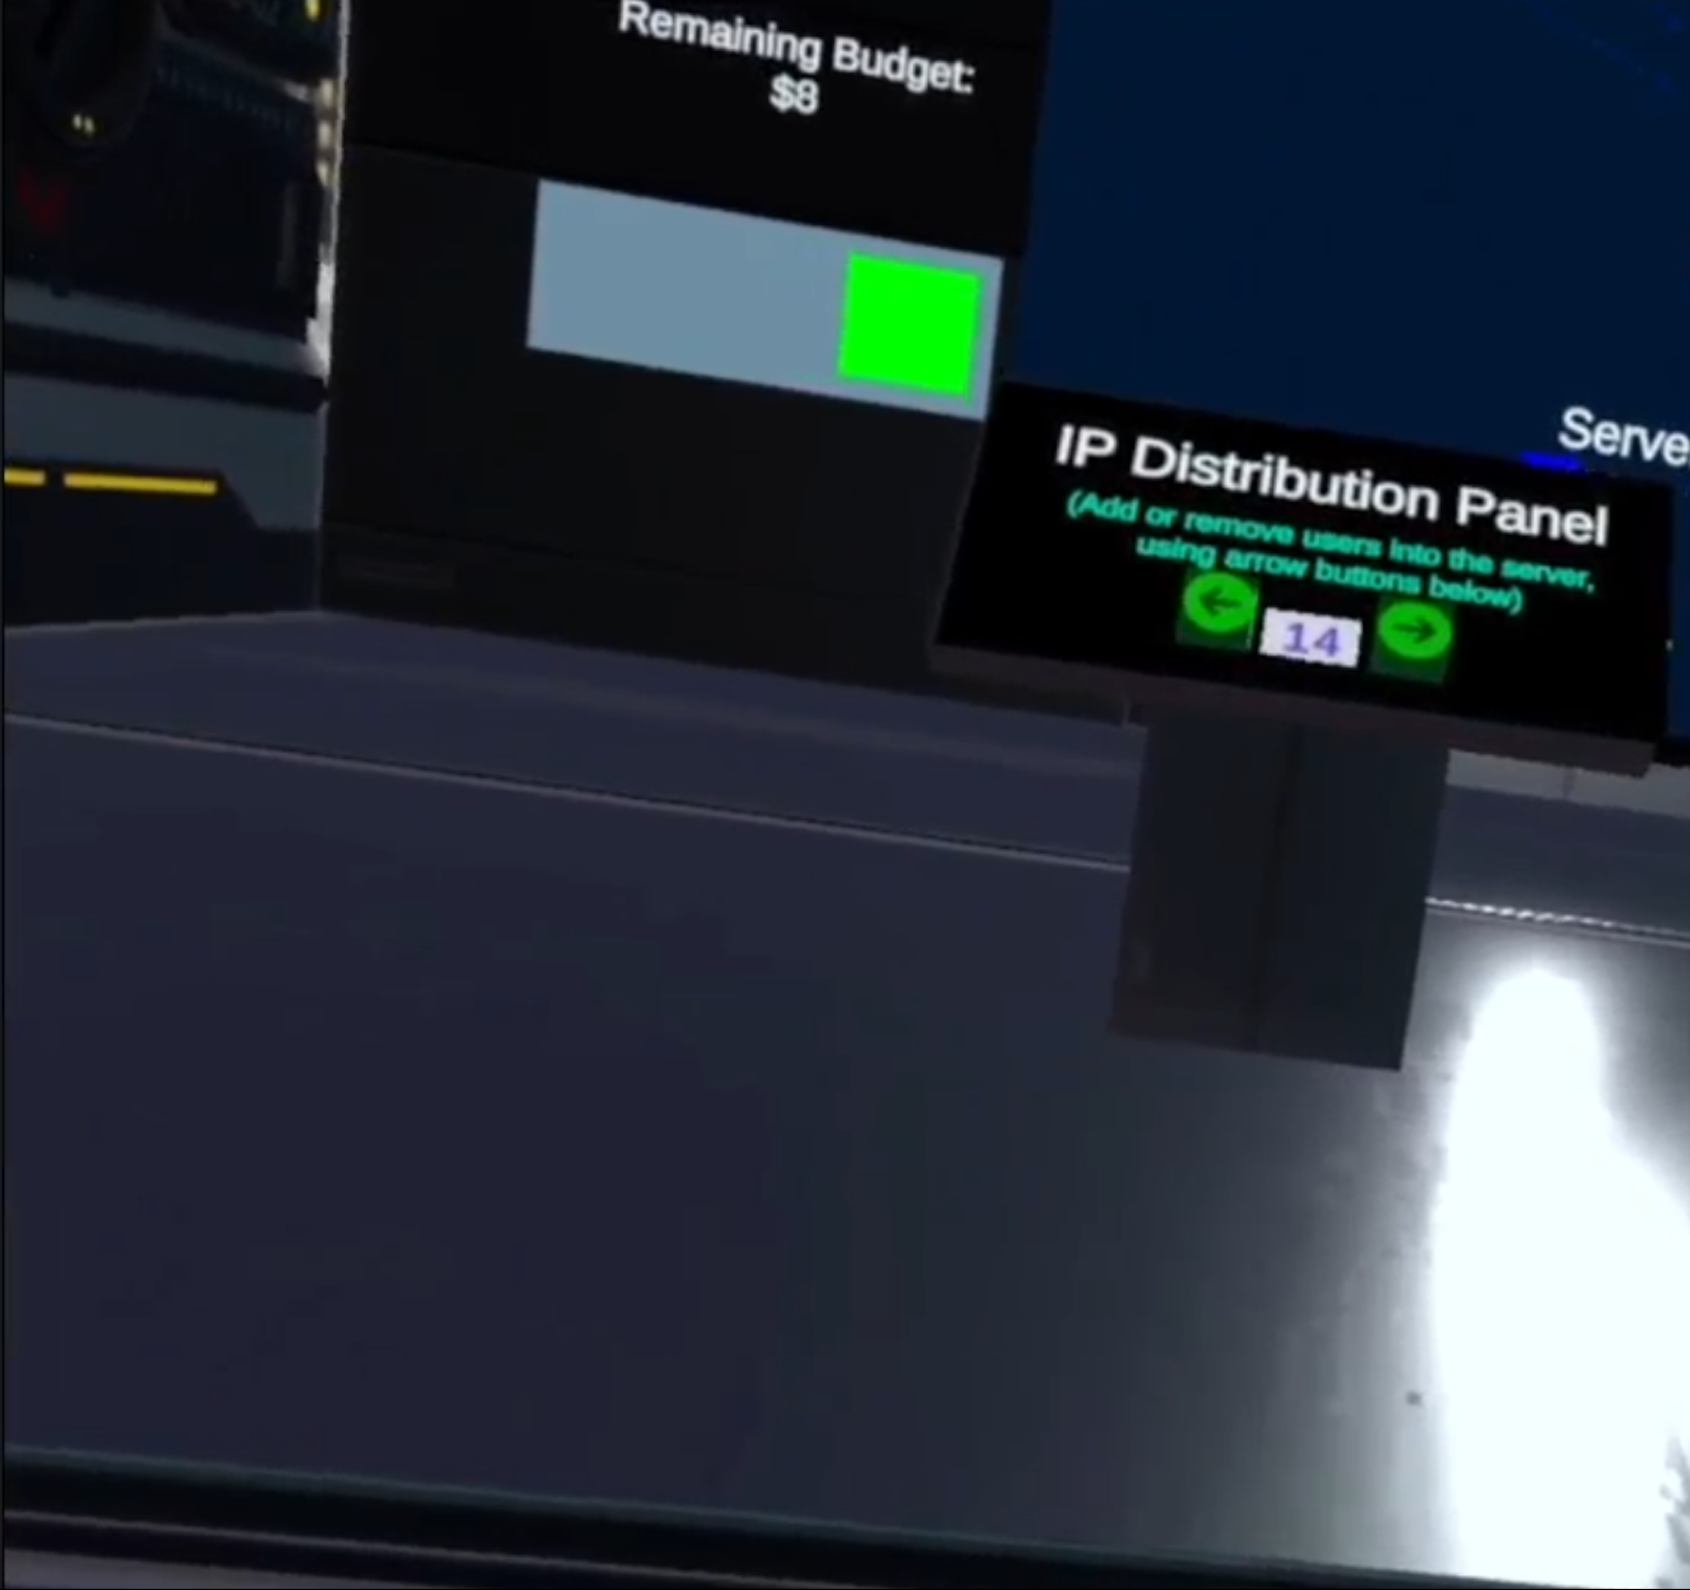 Remaining Budget:
$8
IP Distribution Panel
(Add or remove users into the server,
using arrow buttons below)
14